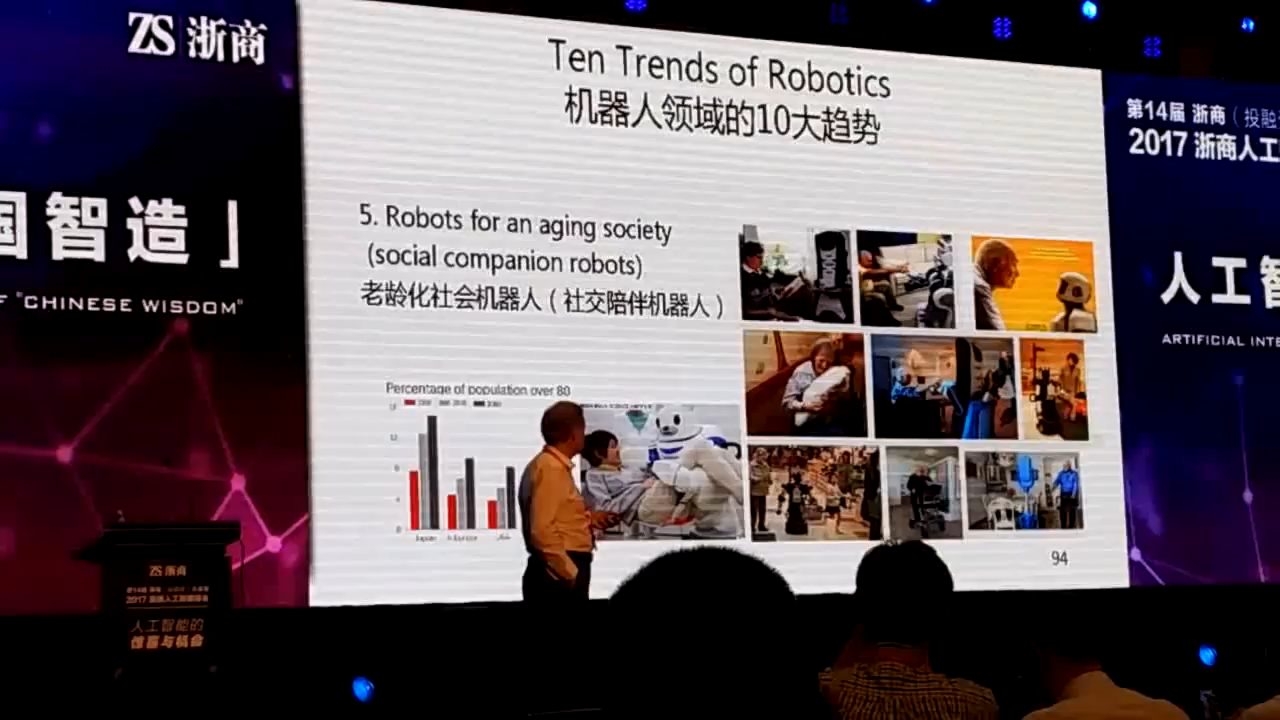 ZS 浙商
Ten Trends of Robotics
机器人领域的10大趋势
第14届 浙商（投融
2017 浙商人工
国智造」
F "CHINESE WISDOM"
5. Robots for an aging society
(social companion robots)
老龄化社会机器人（社交陪伴机器人）
人工智
ARTIFICIAL INTE
Percentage of population over 80
Japan
94
ZS 浙商
人工智能的